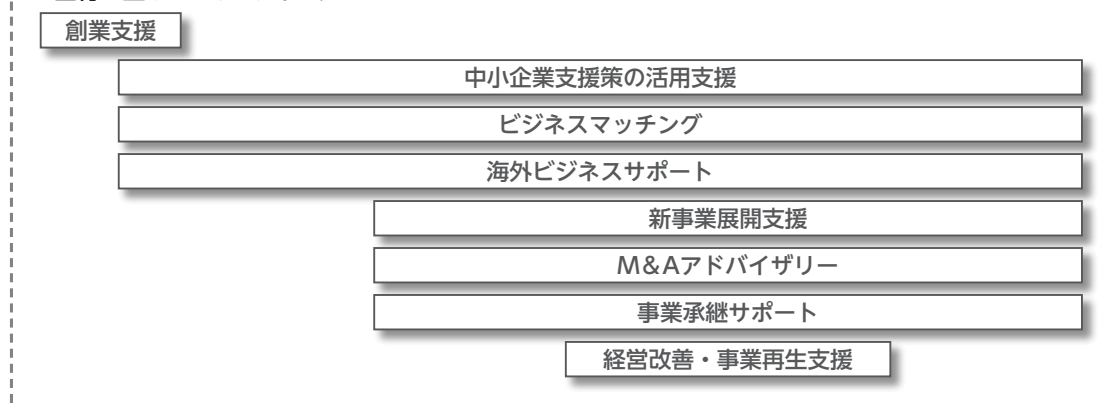 創業支援
中小企業支援策の活用支援
ビジネスマッチング
海外ビジネスサポート
新事業展開支援
M&Aアドバイザリー
事業承継サポート
経営改善・事業再生支援